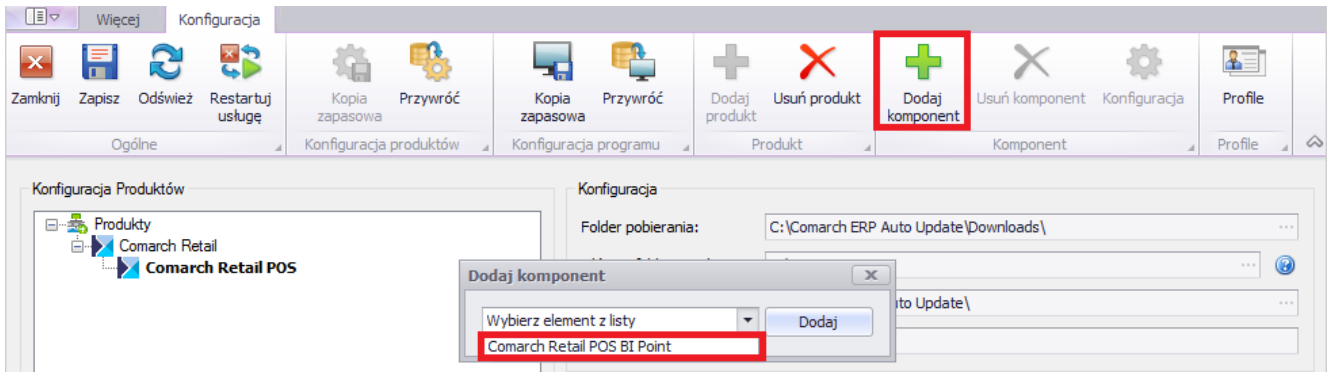 Więcej Konfiguracja
Zamknij Zapisz Odśwież Restartuj usługę Kopia zapasowa Przywróć Kopia zapasowa Przywróć Dodaj produkt Usuń produkt Dodaj komponent Usuń komponent Konfiguracja Profile
Ogólne Konfiguracja produktów Konfiguracja programu Produkt Komponent Profile
Konfiguracja Produktów
Produkty
Comarch Retail
Comarch Retail POS
Konfiguracja
Folder pobierania: C:\Comarch ERP Auto Update\Downloads\
uto Update\
Dodaj komponent
Wybierz element z listy Dodaj
Comarch Retail POS BI Point